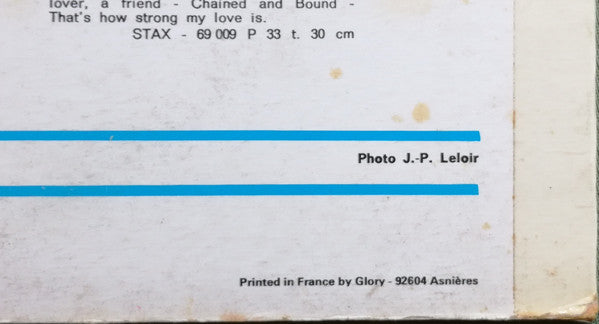 lover, a friend - Chained and Bound -
That's how strong my love is.
STAX - 69 009 P 33 t. 30 cm
Photo J.-P. Leloir
Printed in France by Glory - 92604 Asnières